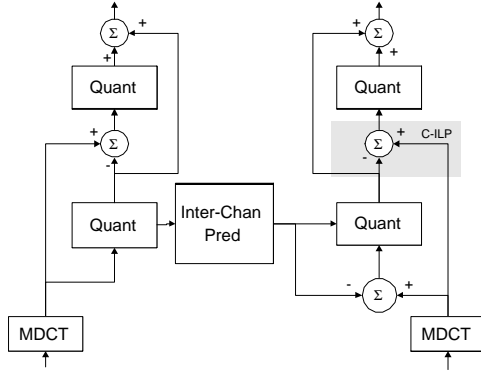 Σ + Σ +
+ +
Quant Quant
C-ILP
+ Σ Σ +
- -
Quant Inter-Chan Quant
Pred
- Σ +
MDCT MDCT